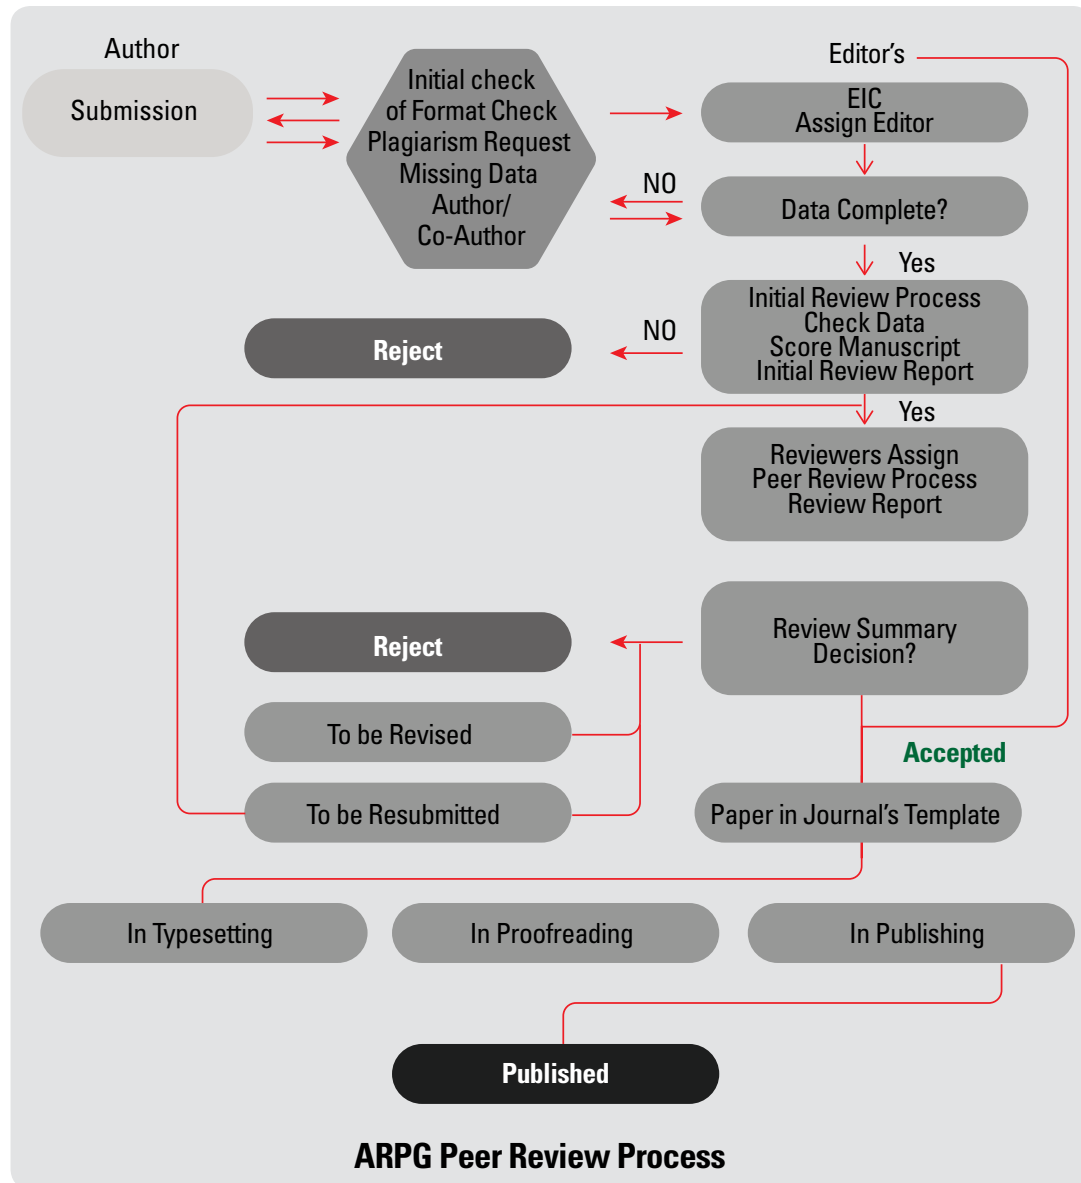 Author
Submission
Initial check
of Format Check
Plagiarism Request
Missing Data
Author/
Co-Author
Editor's
EIC
Assign Editor
NO
Data Complete?
Yes
Initial Review Process
Check Data
Score Manuscript
Initial Review Report
NO
Reject
Yes
Reviewers Assign
Peer Review Process
Review Report
Review Summary
Decision?
Reject
To be Revised
To be Resubmitted
Accepted
Paper in Journal's Template
In Typesetting
In Proofreading
In Publishing
Published
ARPG Peer Review Process